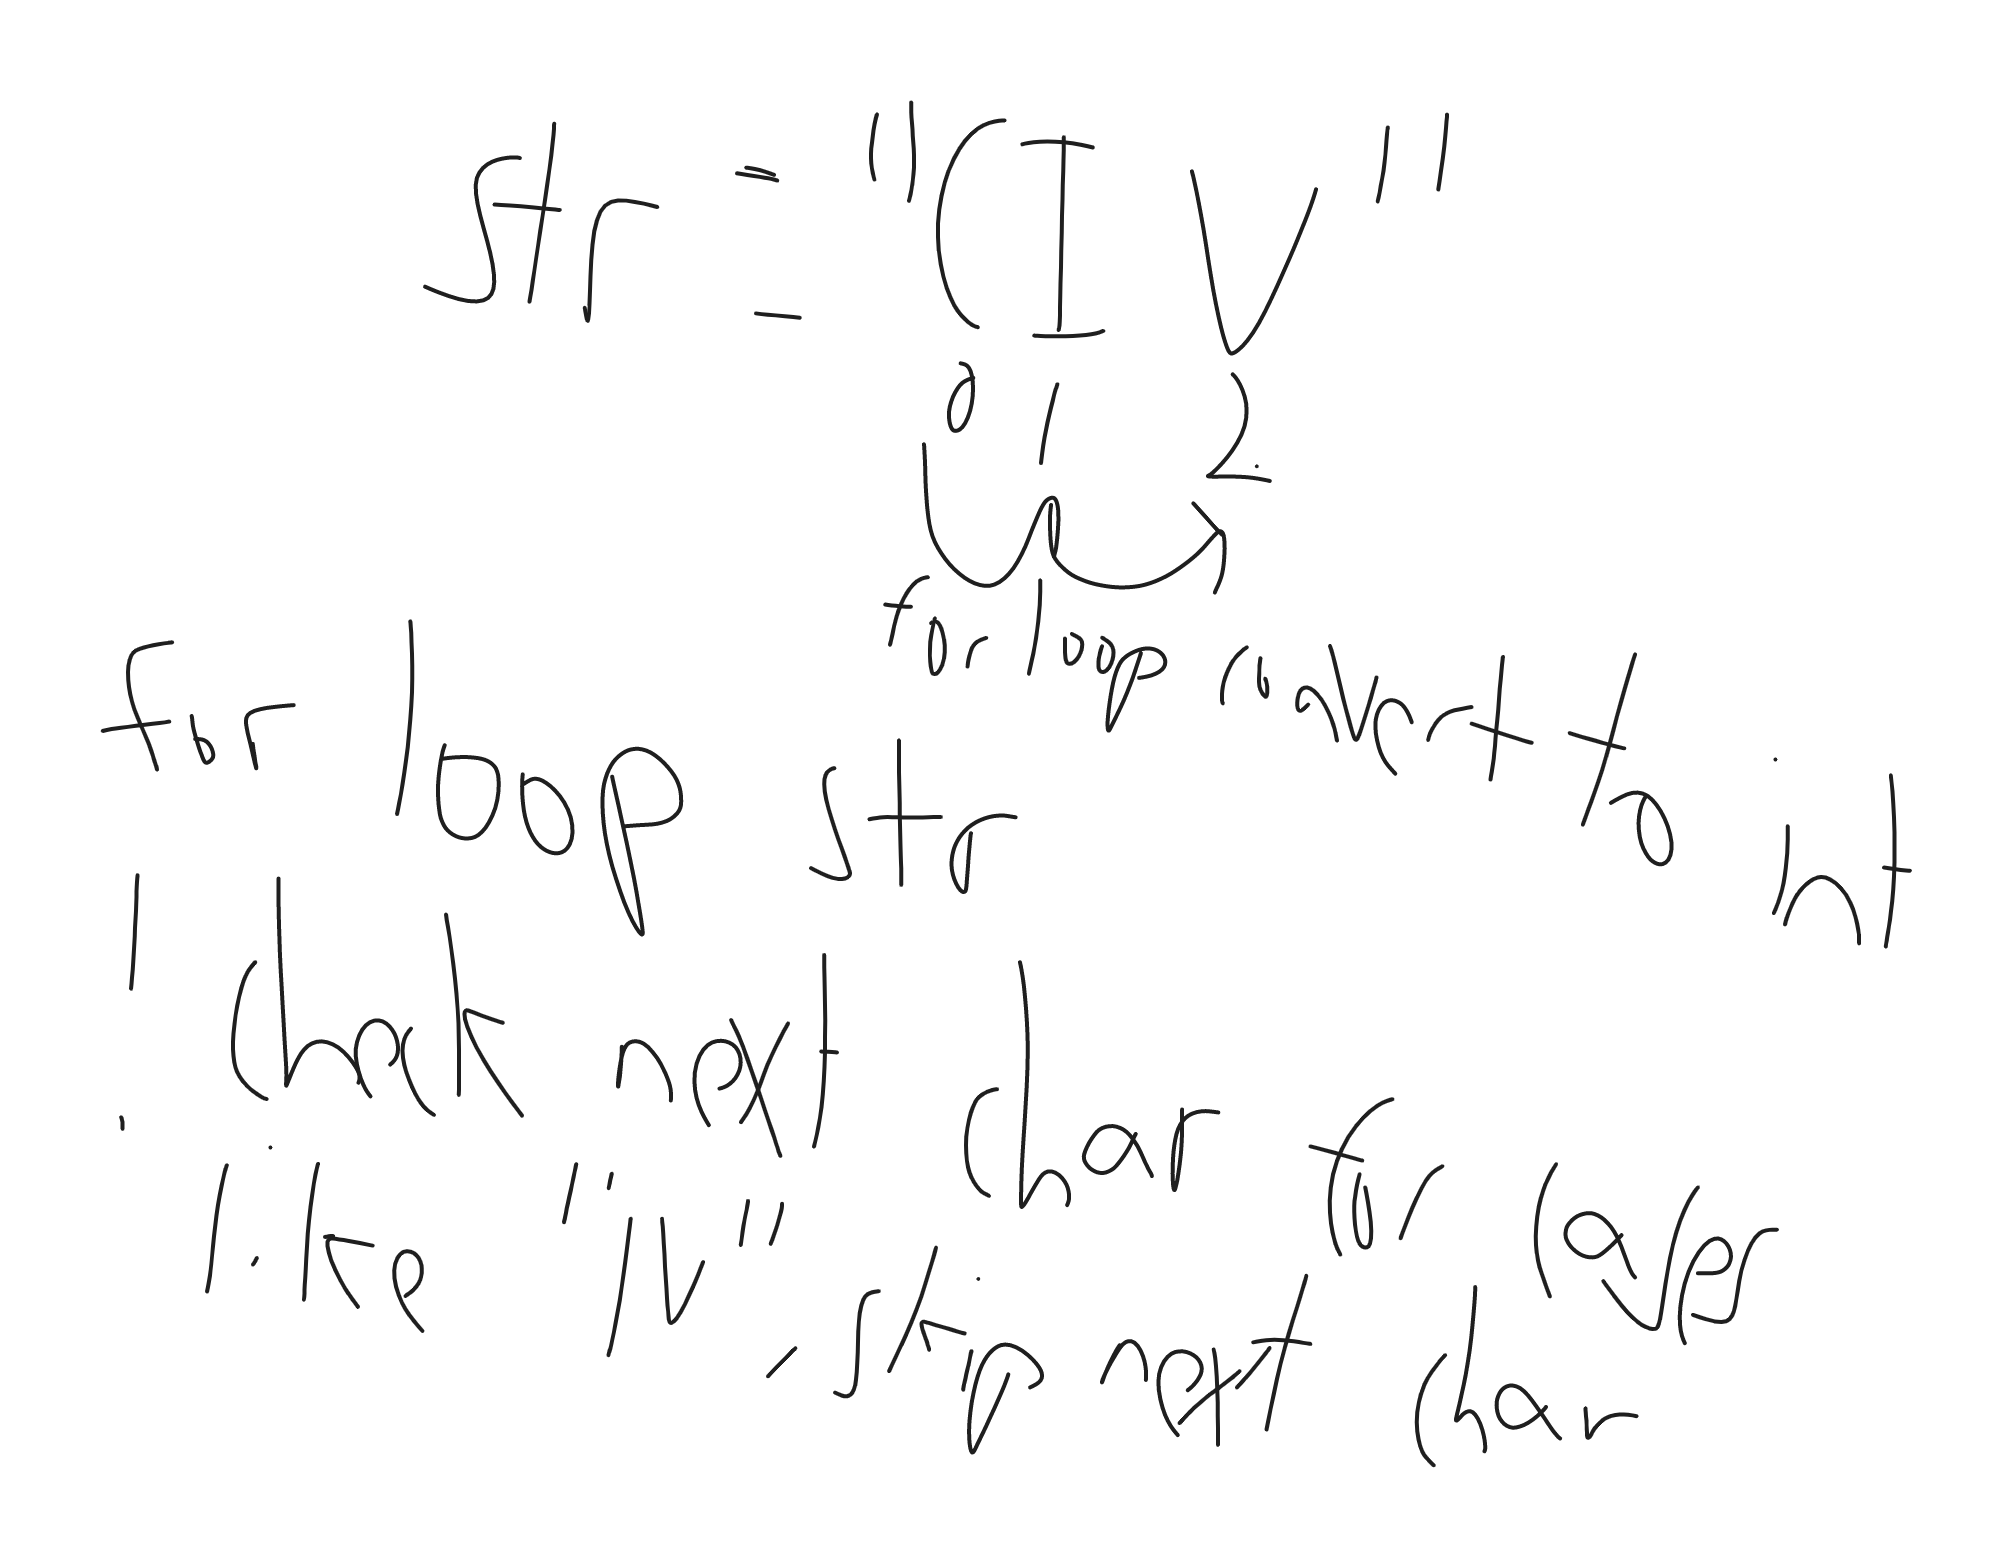 str = "CIV"
0 1 2
for loop convert to int
for loop str
! check next char for cases
like "IV", skip next char